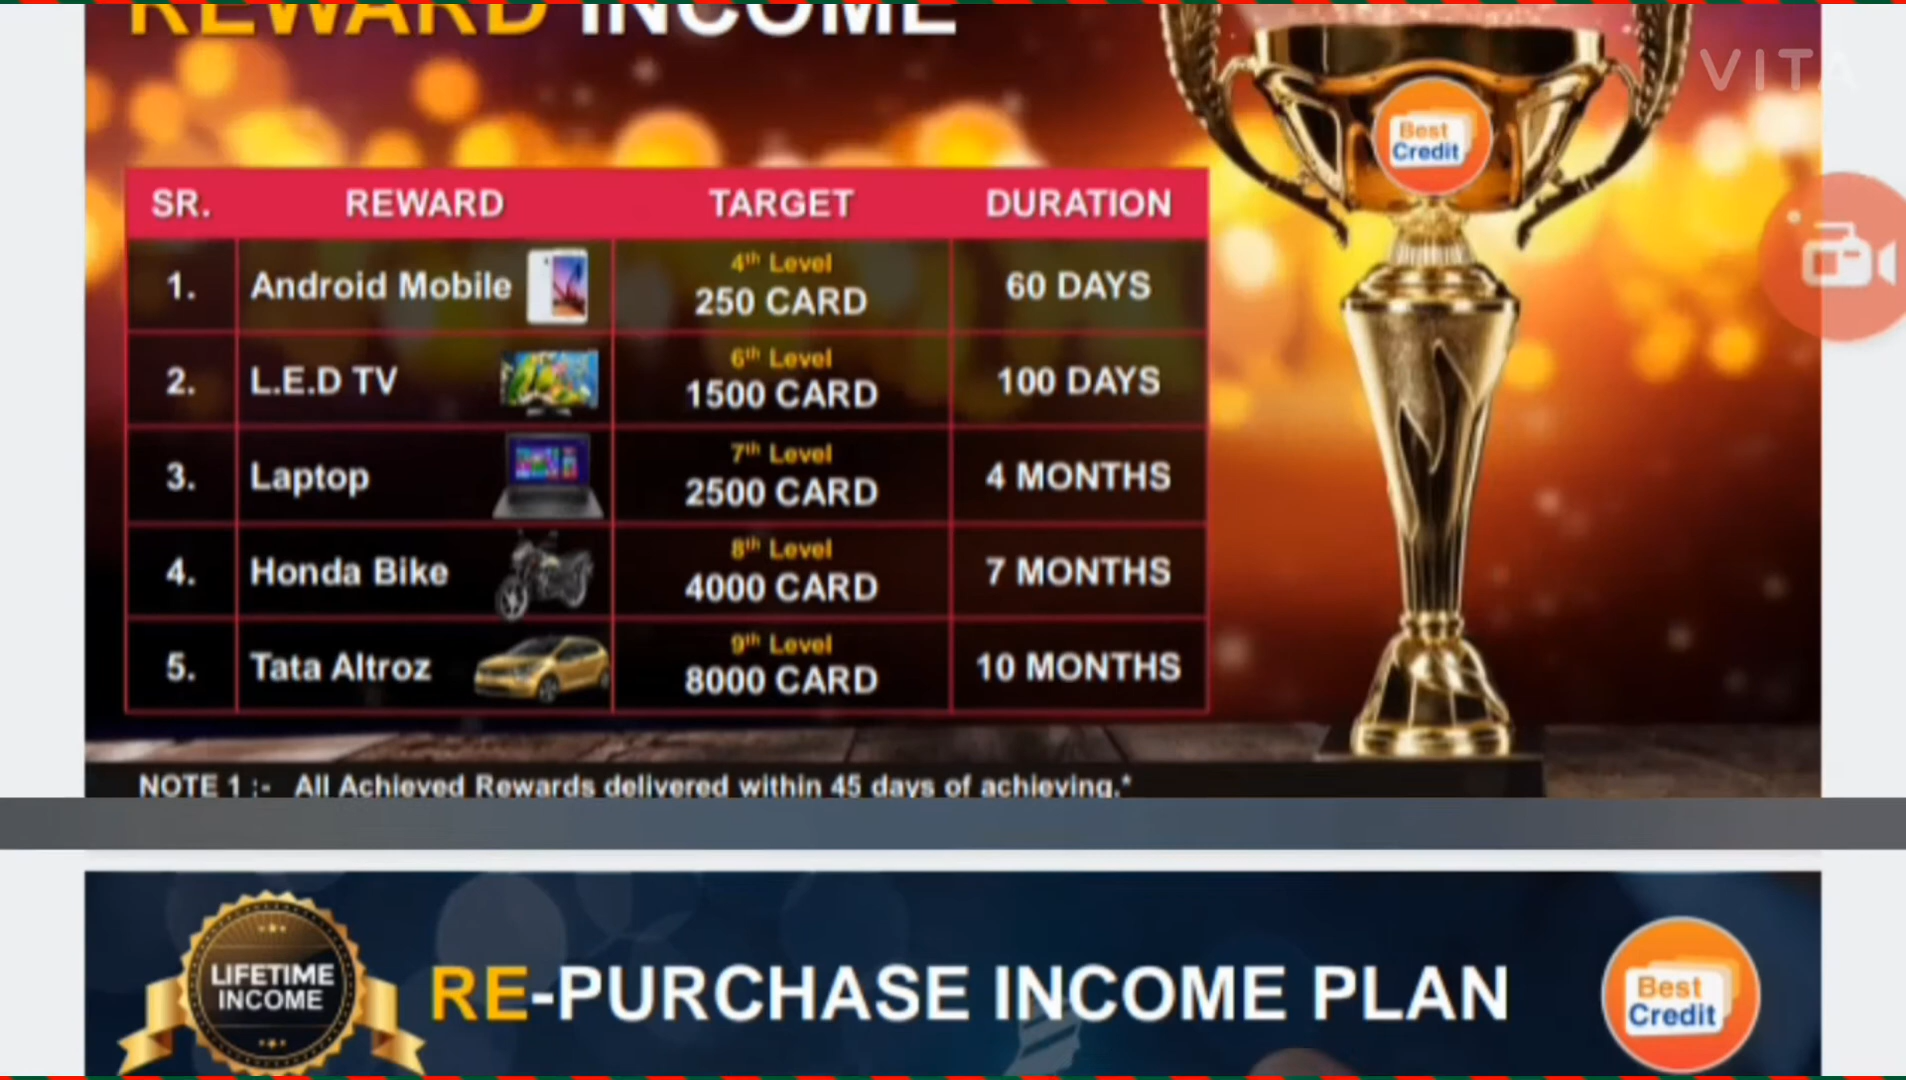 REWARD INCOME
VITA
Best
Credit
SR. REWARD TARGET DURATION
1. Android Mobile 4th Level 250 CARD 60 DAYS
2. L.E.D TV 6th Level 1500 CARD 100 DAYS
3. Laptop 7th Level 2500 CARD 4 MONTHS
4. Honda Bike 8th Level 4000 CARD 7 MONTHS
5. Tata Altroz 9th Level 8000 CARD 10 MONTHS
NOTE 1 :- All Achieved Rewards delivered within 45 days of achieving.*
LIFETIME
INCOME
RE-PURCHASE INCOME PLAN
Best
Credit